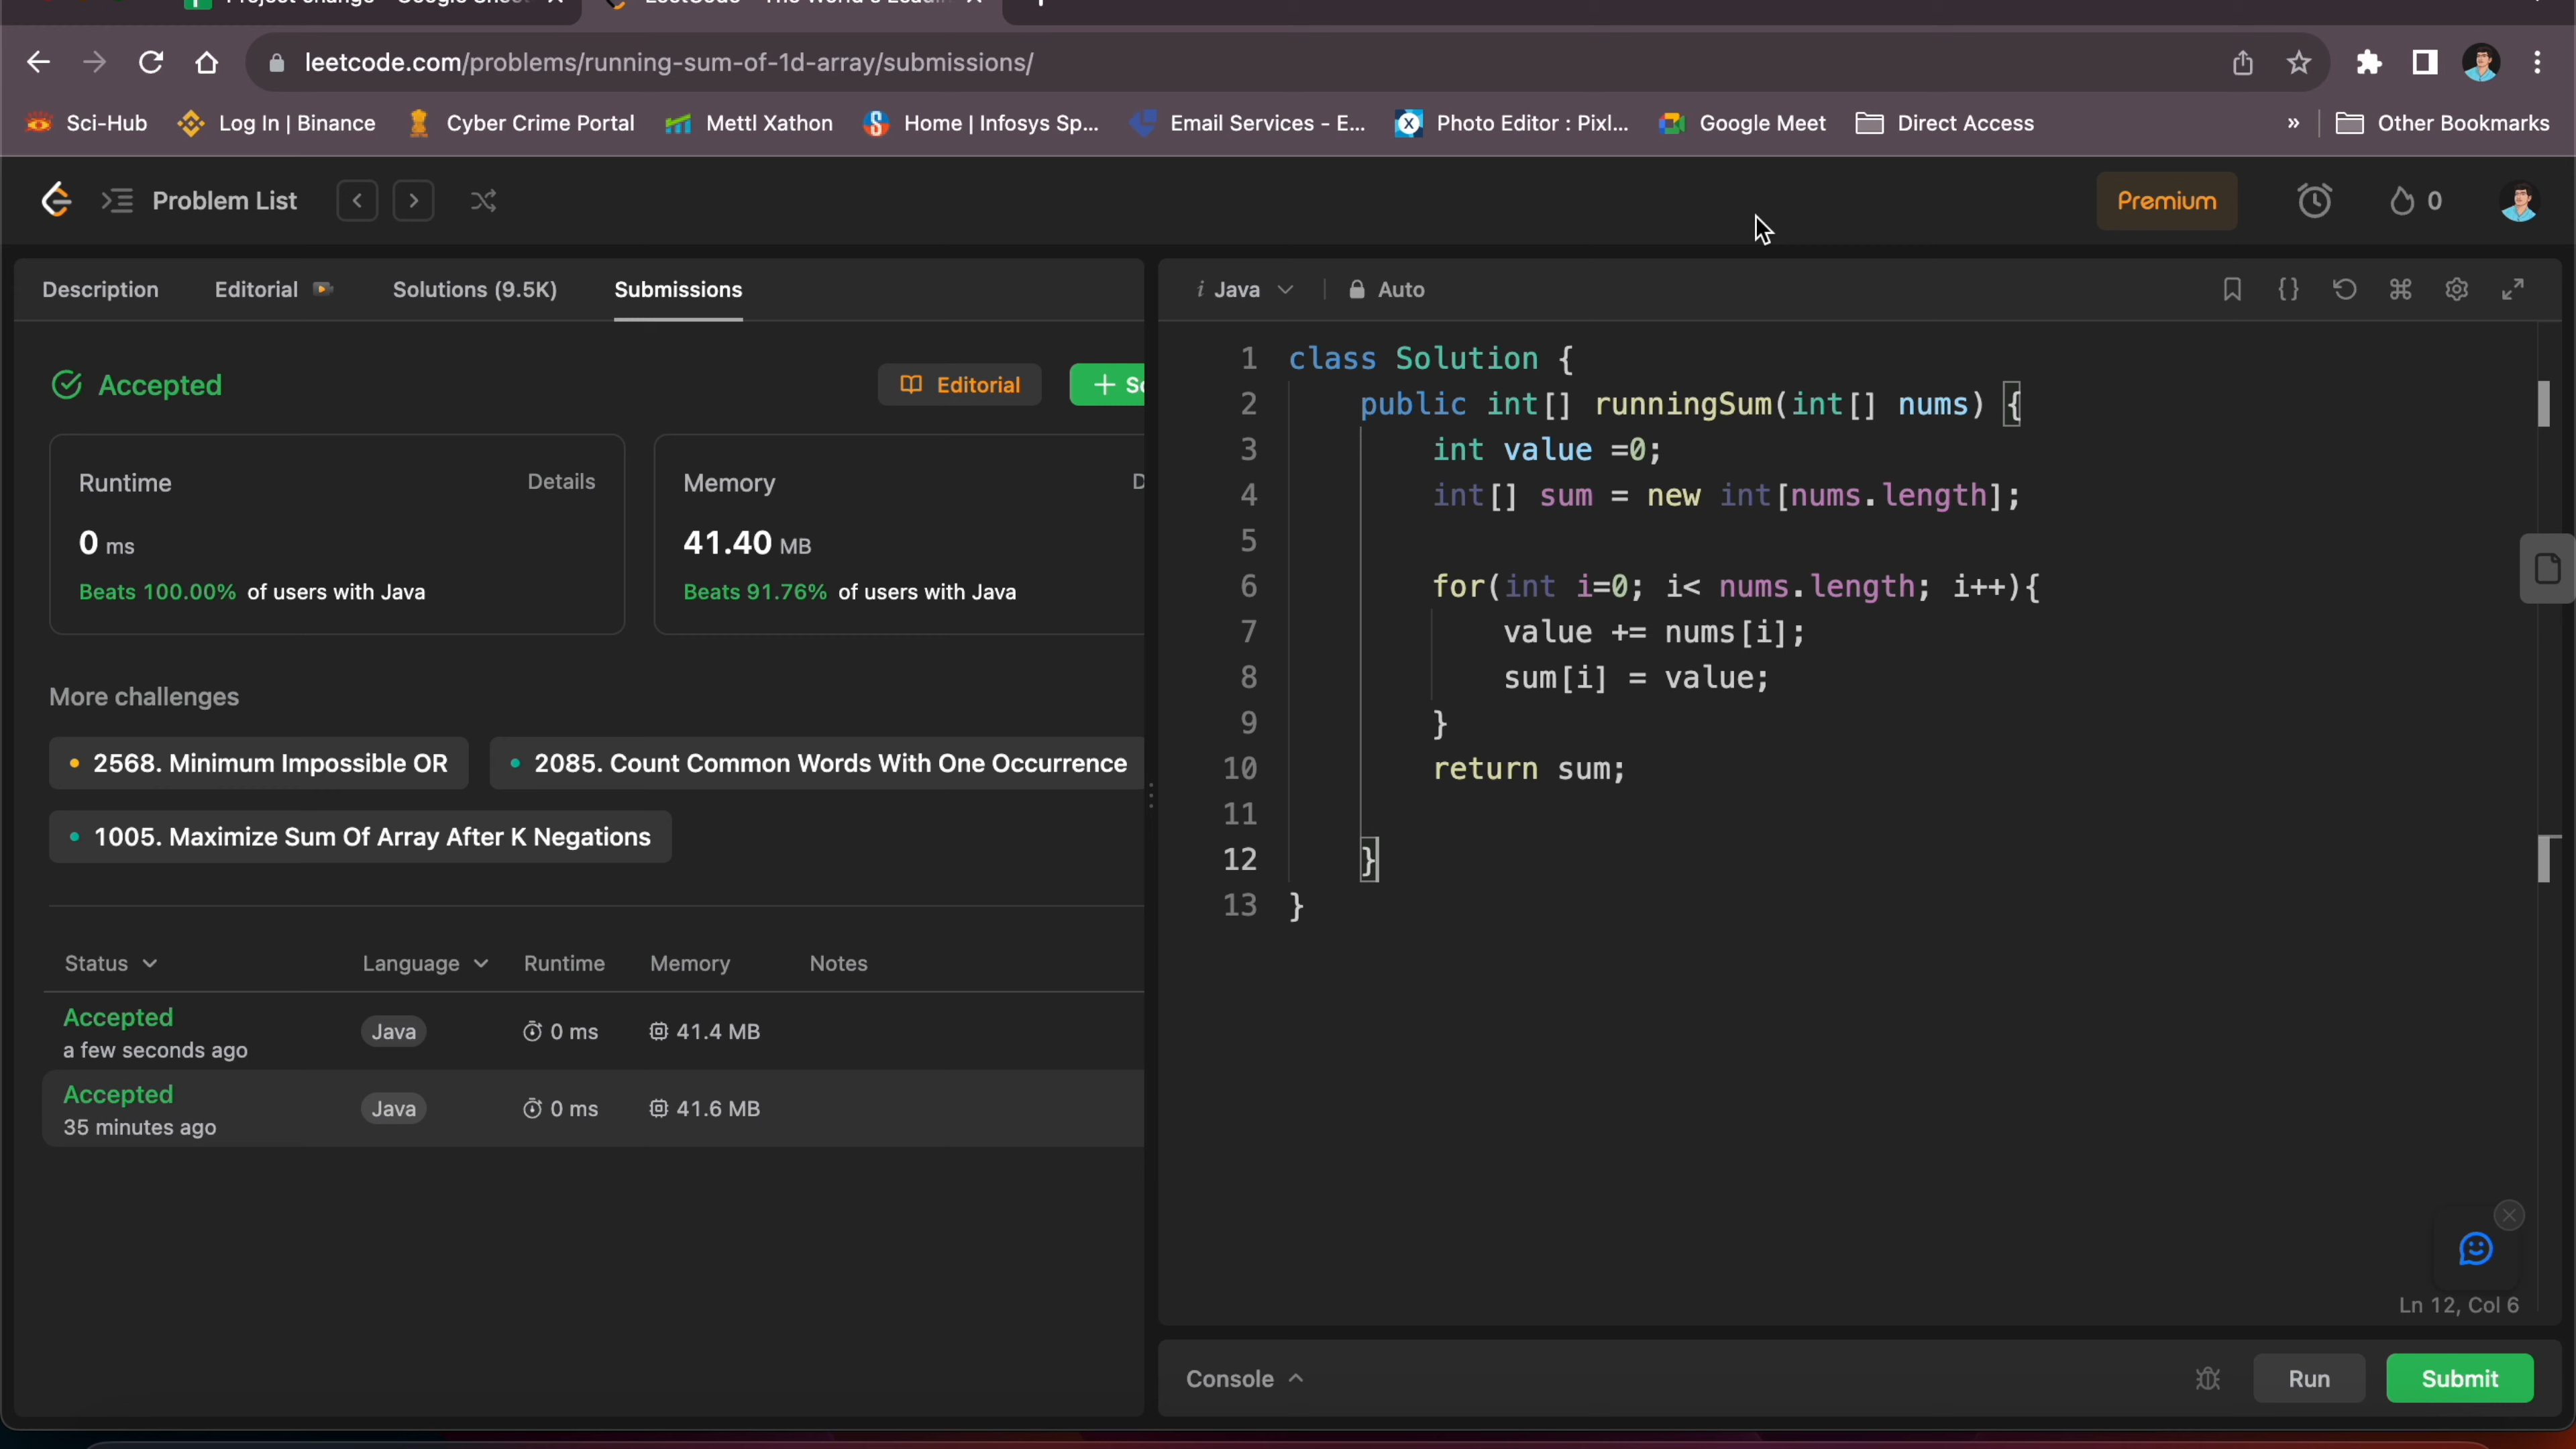 leetcode.com/problems/running-sum-of-1d-array/submissions/
Sci-Hub
Log In | Binance
Cyber Crime Portal
Mettl Xathon
Home | Infosys Sp...
Email Services - E...
Photo Editor : Pixl...
Google Meet
Direct Access
»
Other Bookmarks
Problem List
Premium
0
Description
Editorial
Solutions (9.5K)
Submissions
Accepted
Editorial
Runtime
Details
0 ms
Beats 100.00% of users with Java
Memory
41.40 MB
Beats 91.76% of users with Java
More challenges
2568. Minimum Impossible OR
2085. Count Common Words With One Occurrence
1005. Maximize Sum Of Array After K Negations
Status
Language
Runtime
Memory
Notes
Accepted
a few seconds ago
Java
0 ms
41.4 MB
Accepted
35 minutes ago
Java
0 ms
41.6 MB
i Java
Auto
1 class Solution {
2 public int[] runningSum(int[] nums) {
3 int value =0;
4 int[] sum = new int[nums.length];
5
6 for(int i=0; i< nums.length; i++){
7 value += nums[i];
8 sum[i] = value;
9 }
10 return sum;
11
12 }
13 }
Ln 12, Col 6
Console
Run
Submit